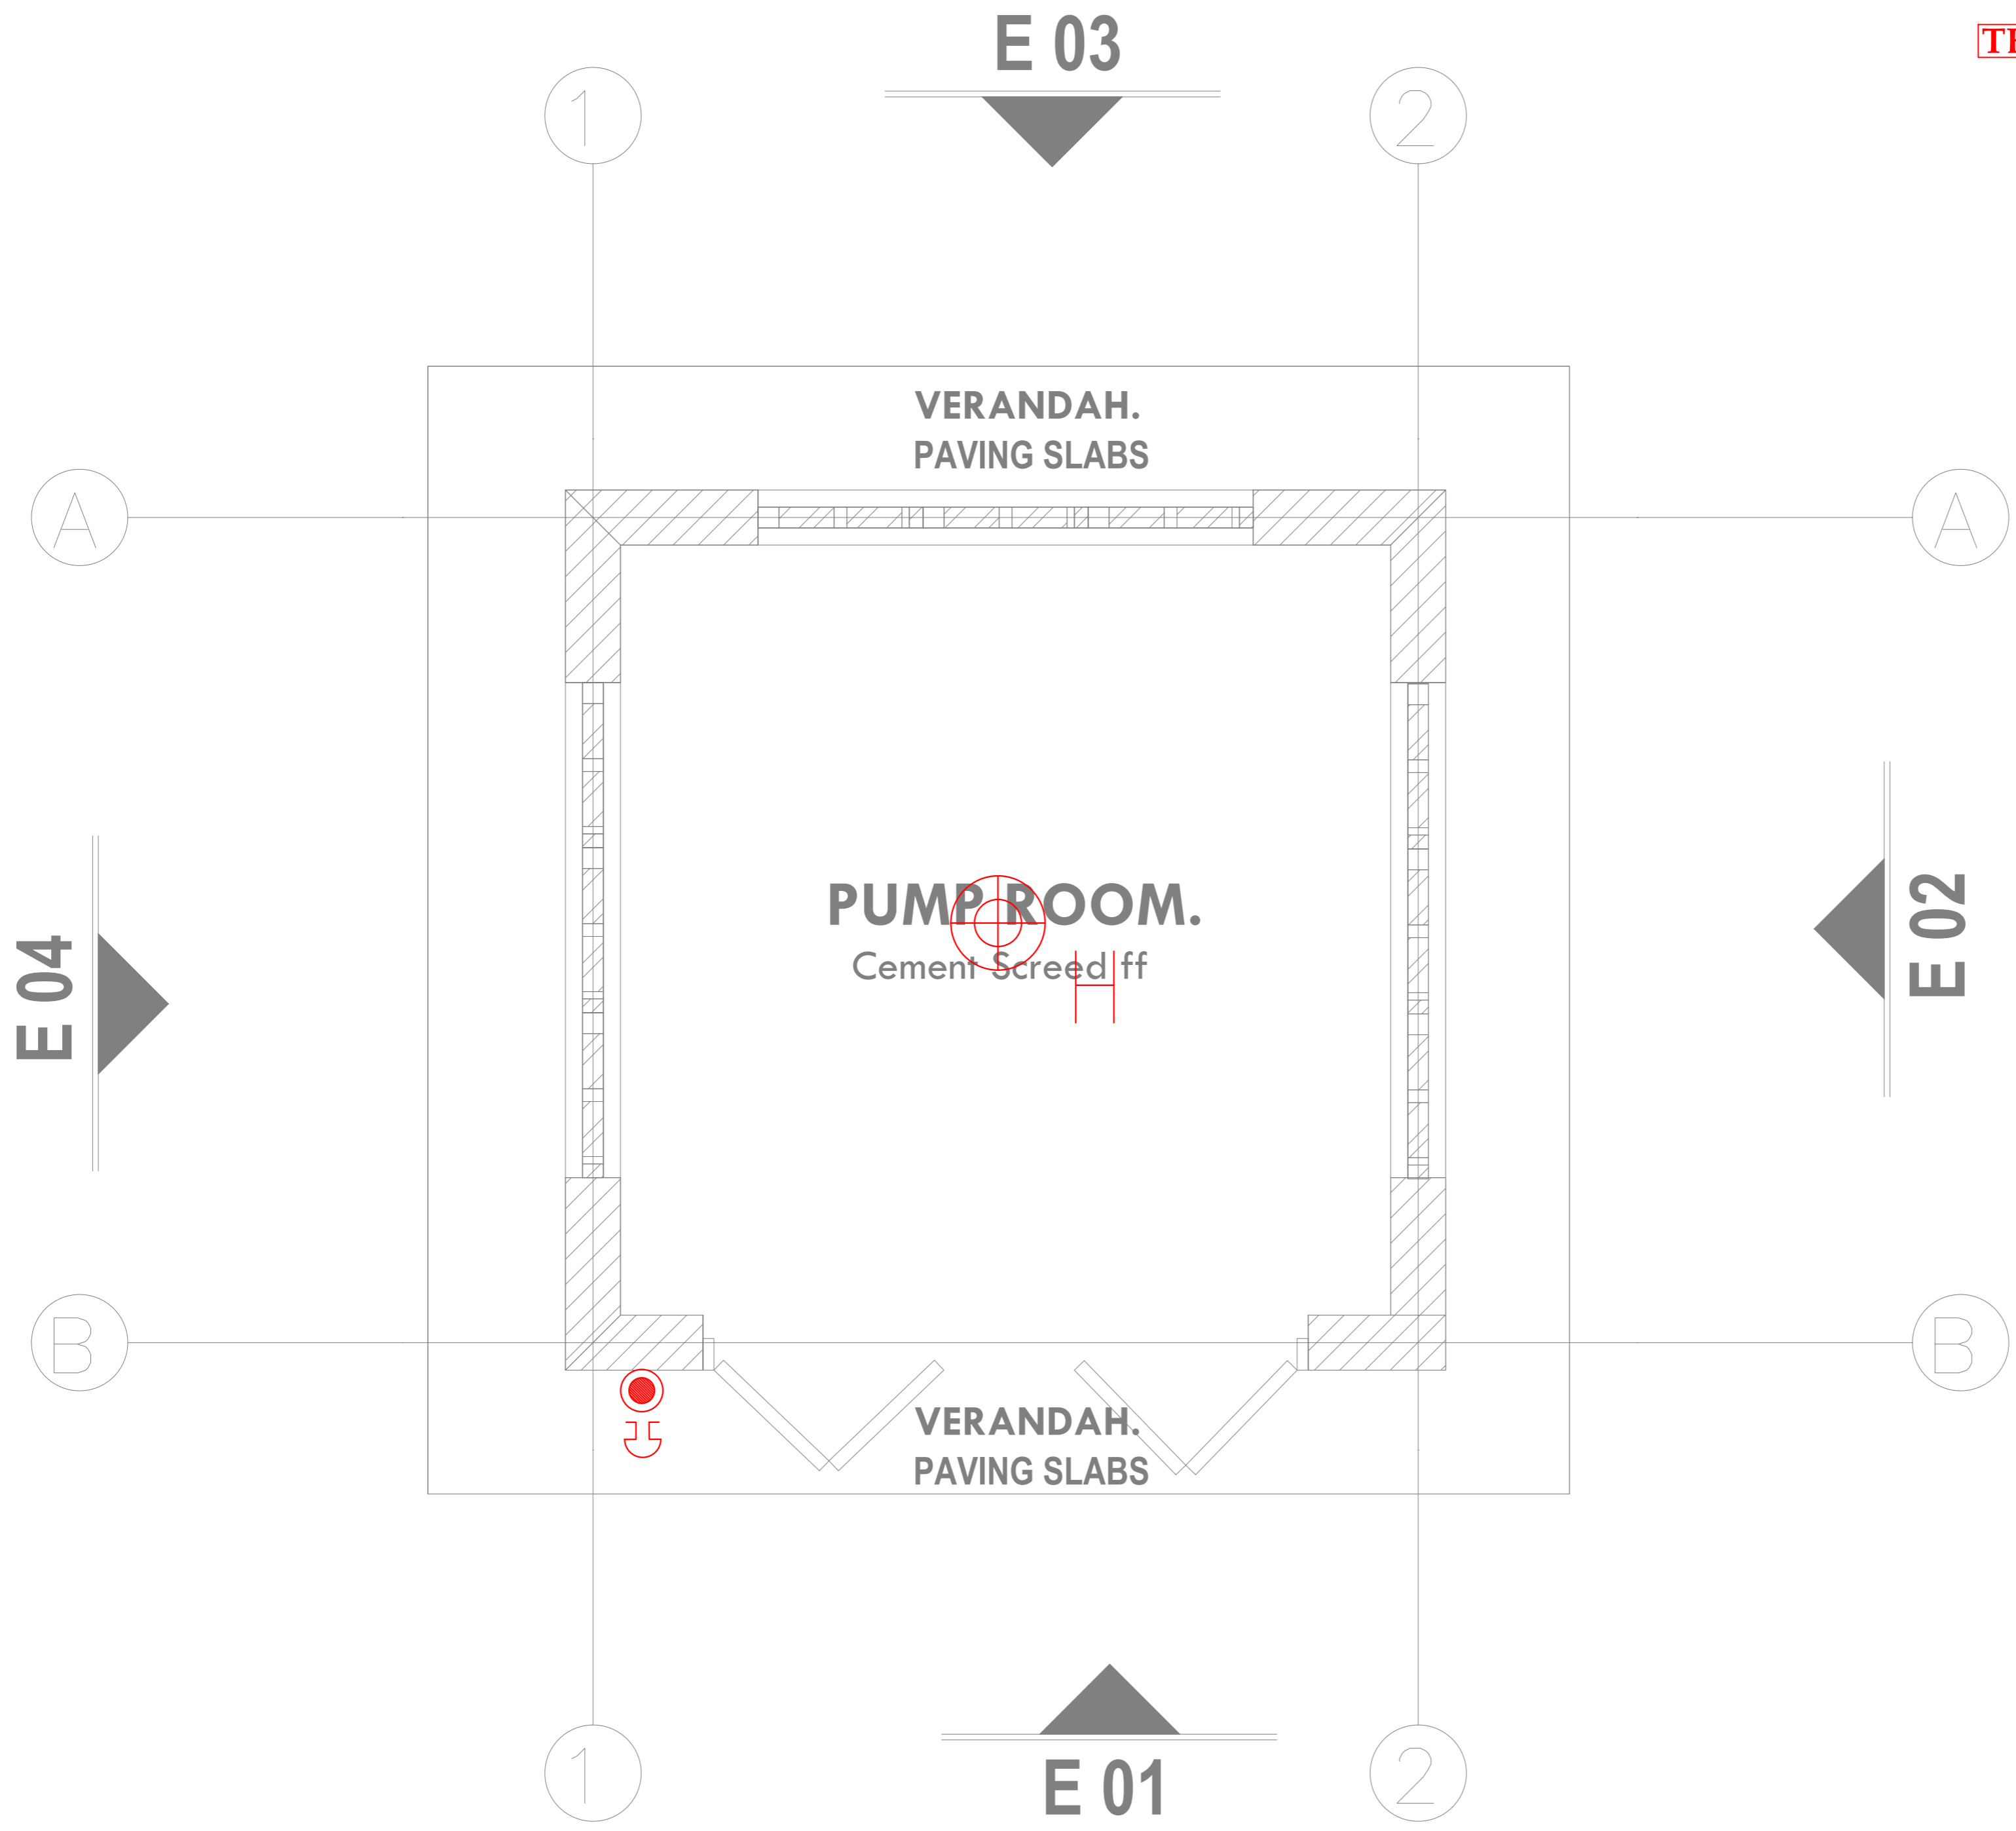 E 03
1
2
VERANDAH.
PAVING SLABS
A
A
PUMP ROOM.
Cement Screed ff
H
E 04
E 02
B
B
VERANDAH.
PAVING SLABS
E 01
1
2